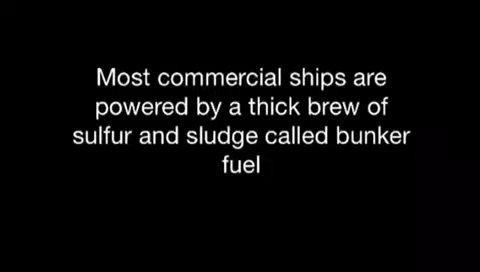 Most commercial ships are
powered by a thick brew of
sulfur and sludge called bunker
fuel